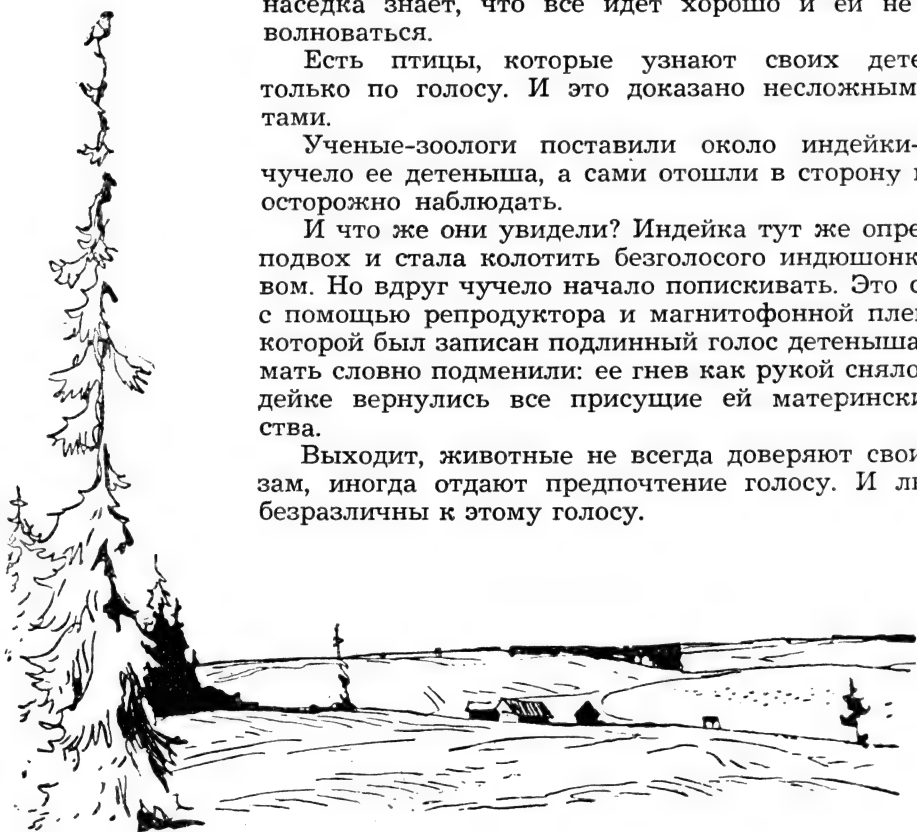 наседка знает, что все идет хорошо и ей не
волноваться.
Есть птицы, которые узнают своих дете
только по голосу. И это доказано несложным
тами.
Ученые-зоологи поставили около индейки-
чучело ее детеныша, а сами отошли в сторону
осторожно наблюдать.
И что же они увидели? Индейка тут же опре
подвох и стала колотить безголосого индюшонк
вом. Но вдруг чучело начало попискивать. Это с
с помощью репродуктора и магнитофонной пле
которой был записан подлинный голос детеныша
мать словно подменили: ее гнев как рукой сняло
дейке вернулись все присущие ей матерински
ства.
Выходит, животные не всегда доверяют свои
зам, иногда отдают предпочтение голосу. И
безразличны к этому голосу.